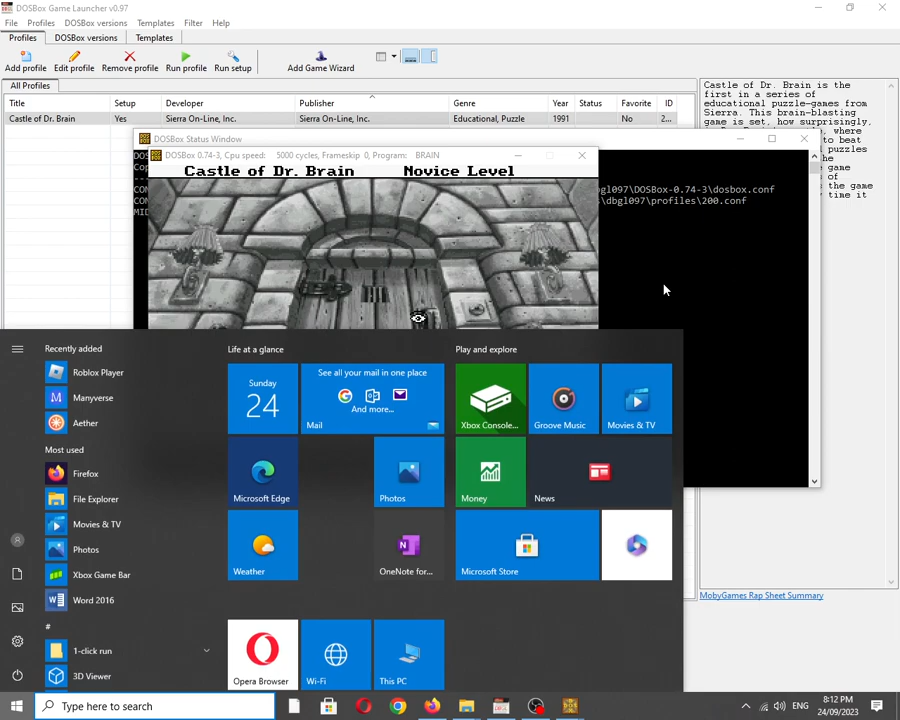 DOSBox Game Launcher v0.97
File Profiles DOSBox versions Templates Filter Help
Profiles DOSBox versions Templates
Add profile Edit profile Remove profile Run profile Run setup Add Game Wizard
All Profiles
Title Setup Developer Publisher Genre Year Status Favorite ID
Castle of Dr. Brain Yes Sierra On-Line, Inc. Sierra On-Line, Inc. Educational, Puzzle 1991 No 2...
Castle of Dr. Brain is the
first in a series of
educational puzzle-games from
Sierra. This brain-blasting
game is set, how surprisingly,
DOSBox Status Window
DOSBox 0.74-3, Cpu speed: 5000 cycles, Frameskip 0, Program: BRAIN
Castle of Dr. Brain Novice Level
gl097\DOSBox-0.74-3\dosbox.conf
\dbgl097\profiles\200.conf
MobyGames Rap Sheet Summary
Recently added
Roblox Player
Manyverse
Aether
Most used
Firefox
File Explorer
Movies & TV
Photos
Xbox Game Bar
Word 2016
#
1-click run
3D Viewer
Life at a glance
Sunday
24
See all your mail in one place
And more...
Mail
Microsoft Edge
Photos
Weather
OneNote for...
Opera Browser
Wi-Fi
This PC
Play and explore
Xbox Console...
Groove Music
Movies & TV
Money
News
Microsoft Store
Type here to search
ENG
8:12 PM
24/09/2023